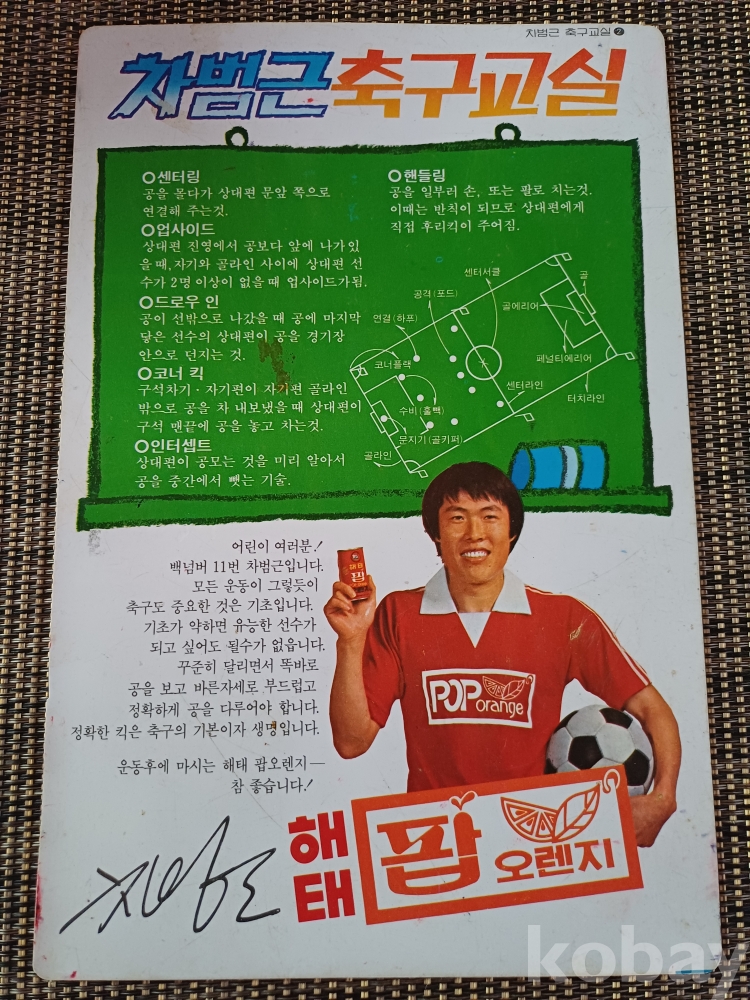 차범근 축구교실 ❷
차범근 축구교실
○센터링
공을 몰다가 상대편 문앞 쪽으로
연결해 주는것.
○업사이드
상대편 진영에서 공보다 앞에 나가있
을때,자기와 골라인 사이에 상대편 선
수가 2명 이상이 없을 때 업사이드가됨.
○드로우 인
공이 선밖으로 나갔을 때 공에 마지막
닿은 선수의 상대편이 공을 경기장
안으로 던지는 것.
○코너 킥
구석차기·자기편이 자기편 골라인
밖으로 공을 차 내보냈을 때 상대편이
구석 맨끝에 공을 놓고 차는것.
○인터셉트
상대편이 공모는 것을 미리 알아서
공을 중간에서 뺏는 기술.
○핸들링
공을 일부러 손, 또는 팔로 치는것.
이때는 반칙이 되므로 상대편에게
직접 후리킥이 주어짐.
센터서클
골
공격(포드)
골에리어
연결(하프)
코너플랙
페널티에리어
센터라인
터치라인
수비(홀빽)
문지기(골키퍼)
골라인
어린이 여러분!
백넘버 11번 차범근입니다.
모든 운동이 그렇듯이
축구도 중요한 것은 기초입니다.
기초가 약하면 유능한 선수가
되고 싶어도 될수가 없읍니다.
꾸준히 달리면서 똑바로
공을 보고 바른자세로 부드럽고
정확하게 공을 다루어야 합니다.
정확한 킥은 축구의 기본이자 생명입니다.
운동후에 마시는 해태 팝오렌지—
참 좋습니다!
해태
팝
POP
orange
차범근
해태
팝
오렌지
kobay